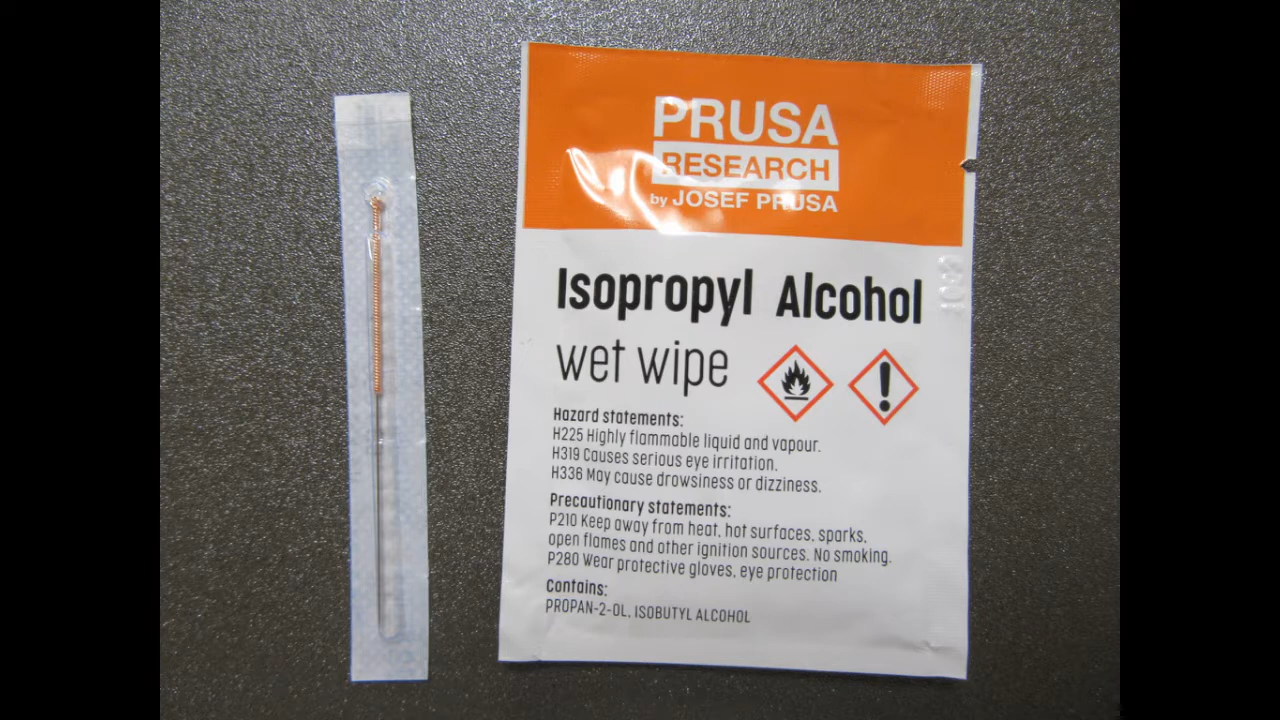 PRUSA
RESEARCH
by JOSEF PRUSA
Isopropyl Alcohol
wet wipe
Hazard statements:
H225 Highly flammable liquid and vapour.
H319 Causes serious eye irritation.
H336 May cause drowsiness or dizziness.
Precautionary statements:
P210 Keep away from heat, hot surfaces, sparks,
open flames and other ignition sources. No smoking.
P280 Wear protective gloves, eye protection
Contains:
PROPAN-2-OL, ISOBUTYL ALCOHOL